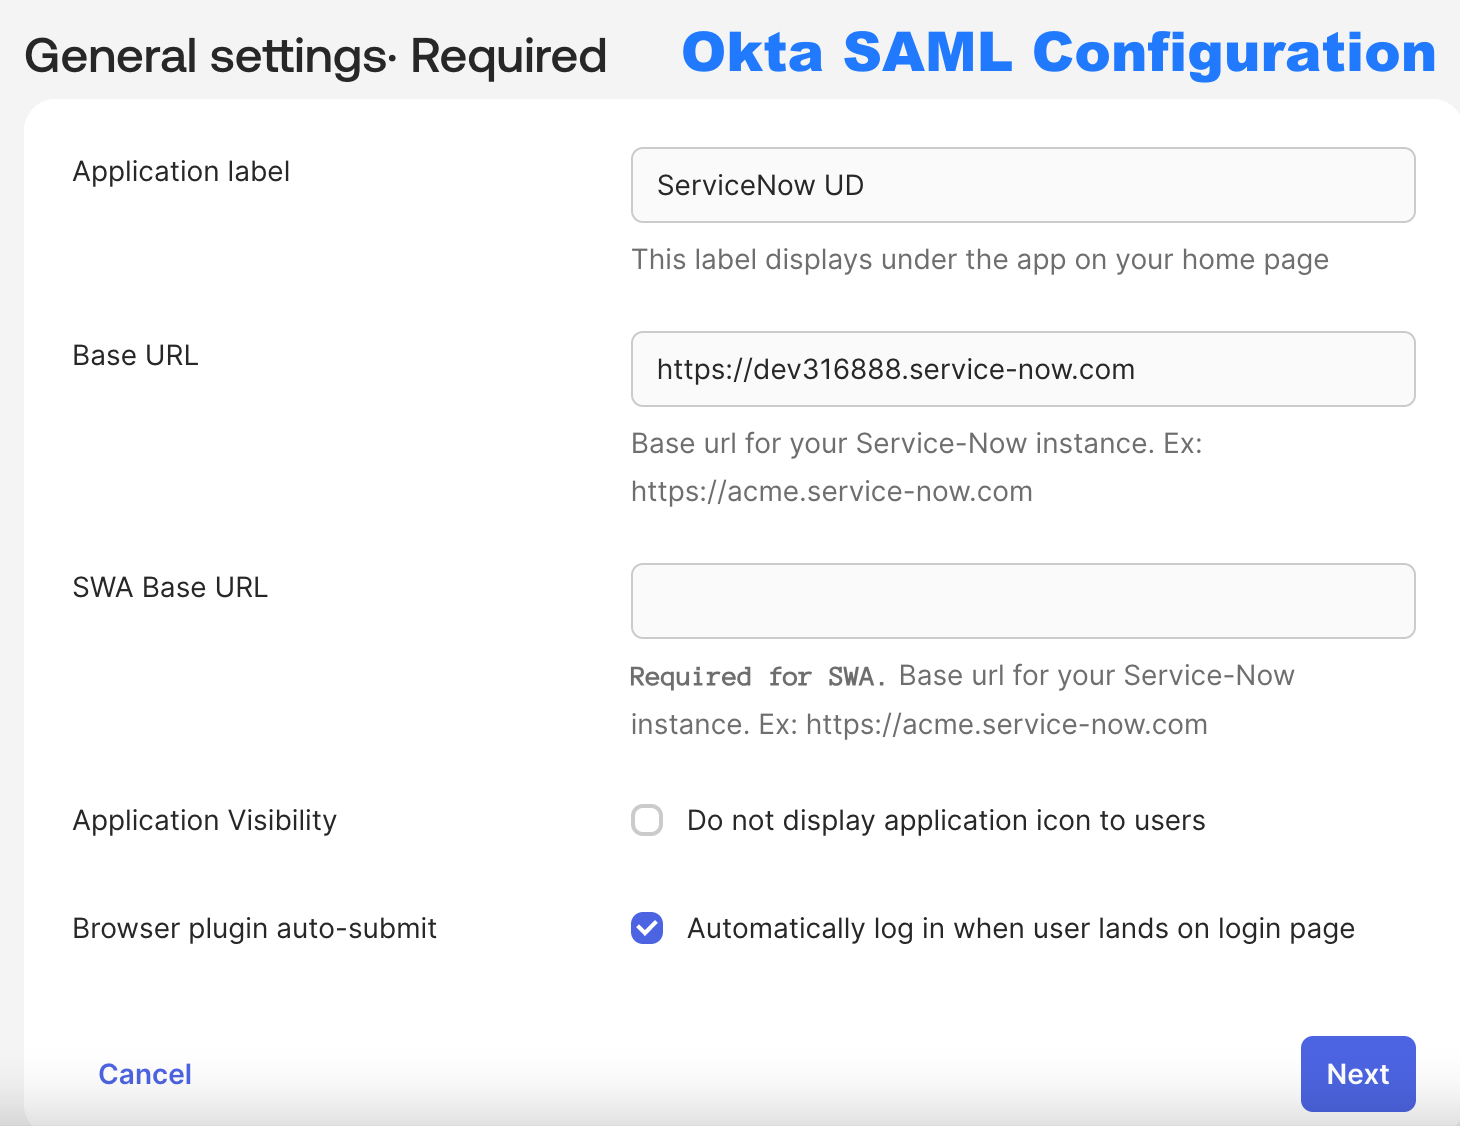 General settings· Required
Okta SAML Configuration
Application label
ServiceNow UD
This label displays under the app on your home page
Base URL
https://dev316888.service-now.com
Base url for your Service-Now instance. Ex:
https://acme.service-now.com
SWA Base URL
Required for SWA. Base url for your Service-Now
instance. Ex: https://acme.service-now.com
Application Visibility
Do not display application icon to users
Browser plugin auto-submit
Automatically log in when user lands on login page
Cancel
Next